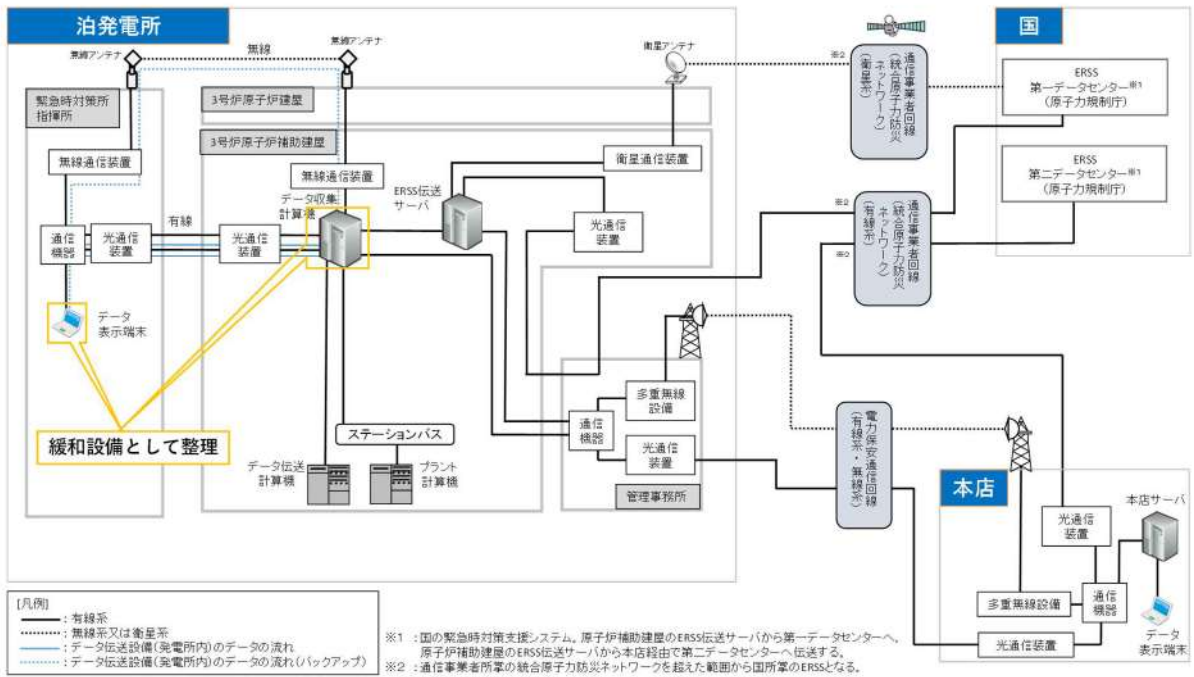 泊発電所
国
無線アンテナ
無線
無線アンテナ
衛星アンテナ
※2
通信事業者回線
(統合原子力防災
ネットワーク)
(衛星系)
ERSS
第一データセンター※1
(原子力規制庁)
緊急時対策所
指揮所
3号炉原子炉建屋
3号炉原子炉補助建屋
無線通信装置
無線通信装置
衛星通信装置
ERSS
第二データセンター※1
(原子力規制庁)
データ収集
計算機
ERSS伝送
サーバ
有線
通信
機器
光通信
装置
光通信
装置
光通信
装置
※2
※2
通信事業者回線
(統合原子力防災
ネットワーク)
(有線系)
データ
表示端末
緩和設備として整理
ステーションバス
データ伝送
計算機
プラント
計算機
多重無線
設備
通信
機器
光通信
装置
管理事務所
電力保安通信回線
(有線系・無線系)
本店
本店サーバ
光通信
装置
多重無線設備
通信
機器
光通信装置
データ
表示端末
[凡例]
:有線系
:無線系又は衛星系
:データ伝送設備(発電所内)のデータの流れ
:データ伝送設備(発電所内)のデータの流れ(バックアップ)
※1 :国の緊急時対策支援システム。原子炉補助建屋のERSS伝送サーバから第一データセンターへ、
原子炉補助建屋のERSS伝送サーバから本店経由で第二データセンターへ伝送する。
※2 :通信事業者所掌の統合原子力防災ネットワークを超えた範囲から国所掌のERSSとなる。